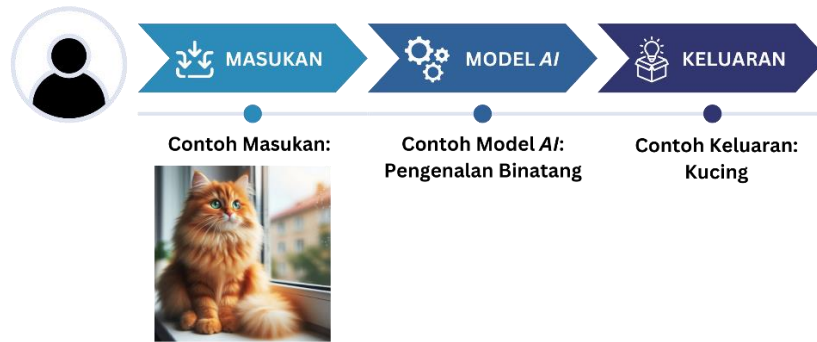 MASUKAN
MODEL AI
KELUARAN
Contoh Masukan:
Contoh Model AI:
Pengenalan Binatang
Contoh Keluaran:
Kucing